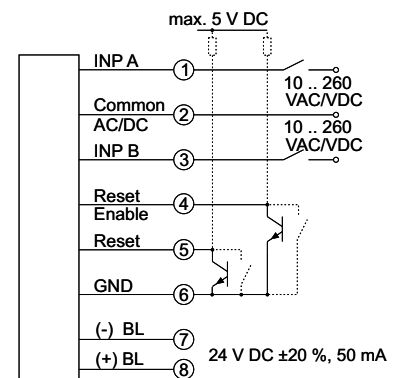 max. 5 V DC
INP A
1
10 .. 260
VAC/VDC
Common
AC/DC
2
10 .. 260
VAC/VDC
INP B
3
Reset
Enable
4
Reset
5
GND
6
(-) BL
7
24 V DC ±20 %, 50 mA
(+) BL
8